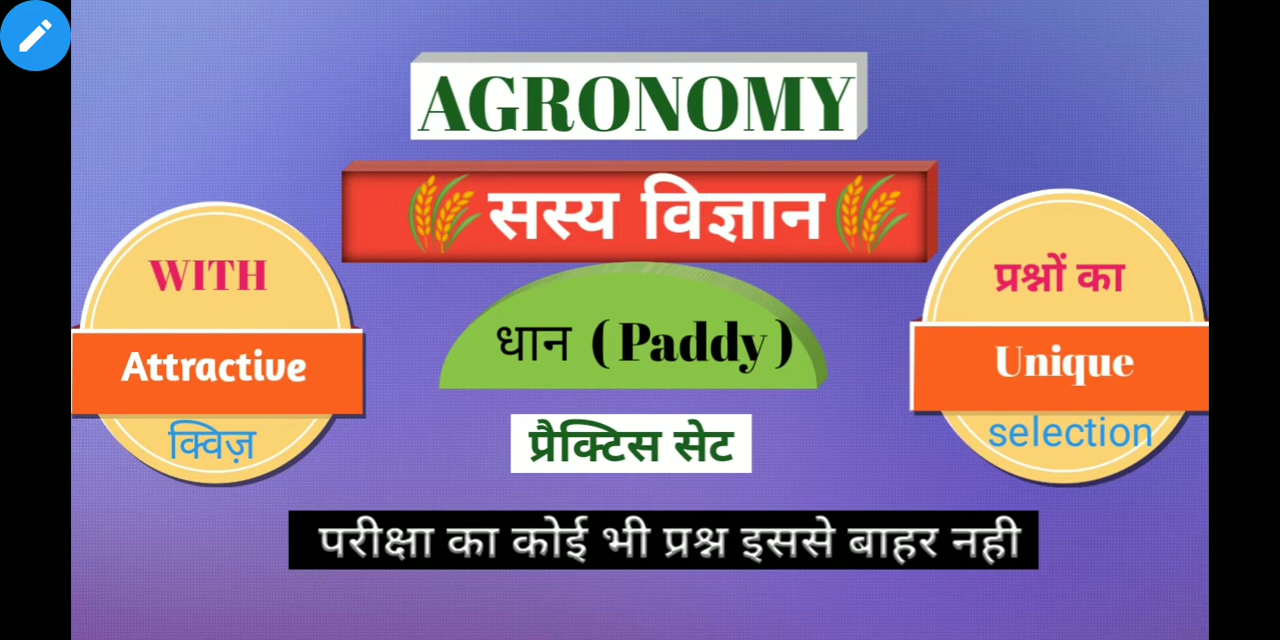 AGRONOMY
सस्य विज्ञान
WITH
Attractive
क्विज़
धान ( Paddy )
प्रैक्टिस सेट
प्रश्नों का
Unique
selection
परीक्षा का कोई भी प्रश्न इससे बाहर नही